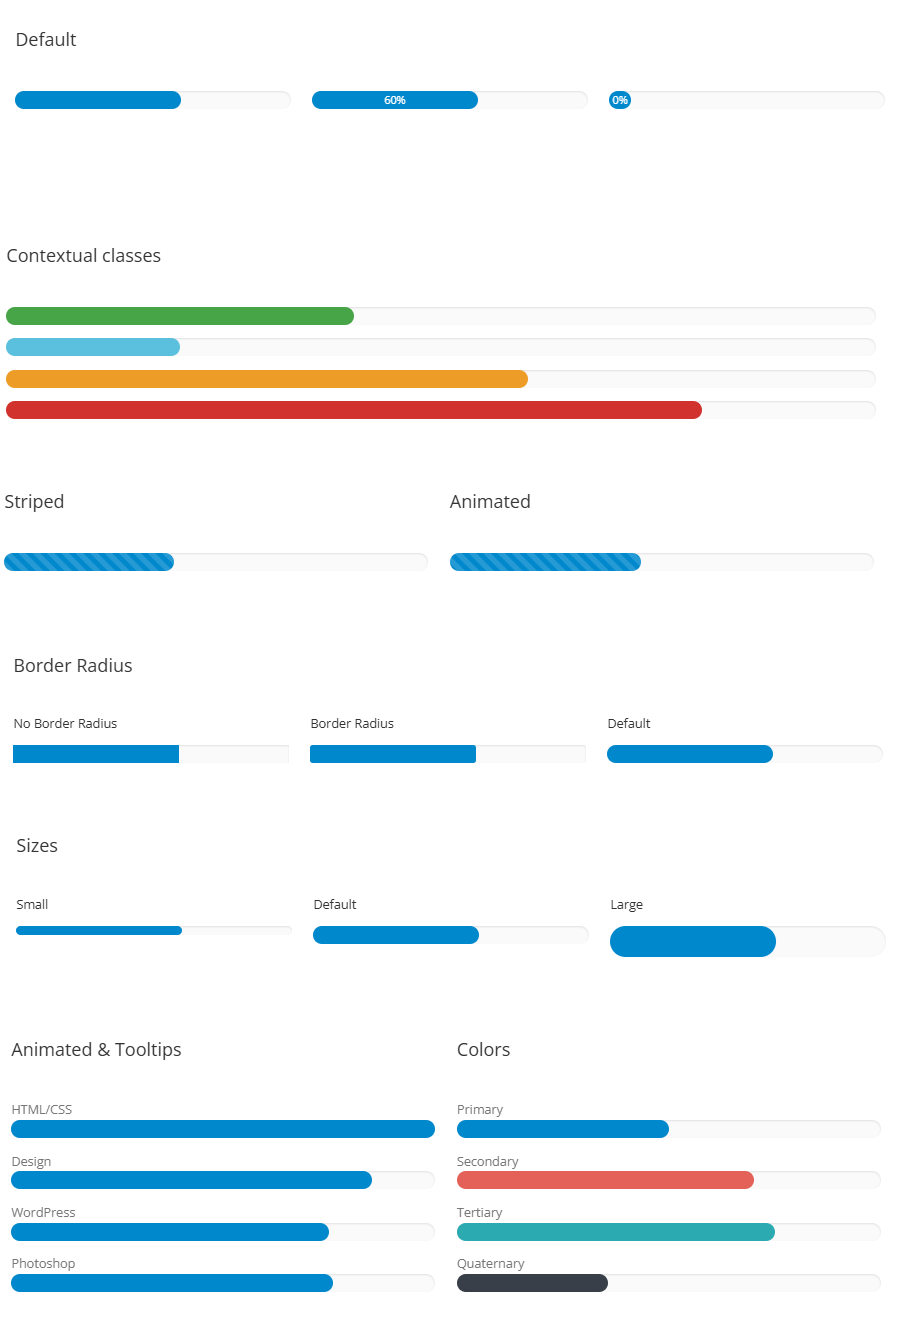 Default
60%
0%
Contextual classes
Striped
Animated
Border Radius
No Border Radius
Border Radius
Default
Sizes
Small
Default
Large
Animated & Tooltips
HTML/CSS
Design
WordPress
Photoshop
Colors
Primary
Secondary
Tertiary
Quaternary